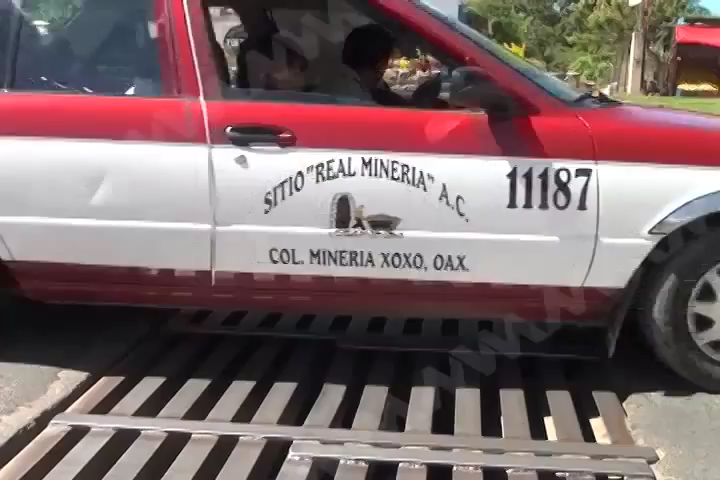 SITIO "REAL MINERIA" A.C.
11187
COL. MINERIA XOXO, OAX.